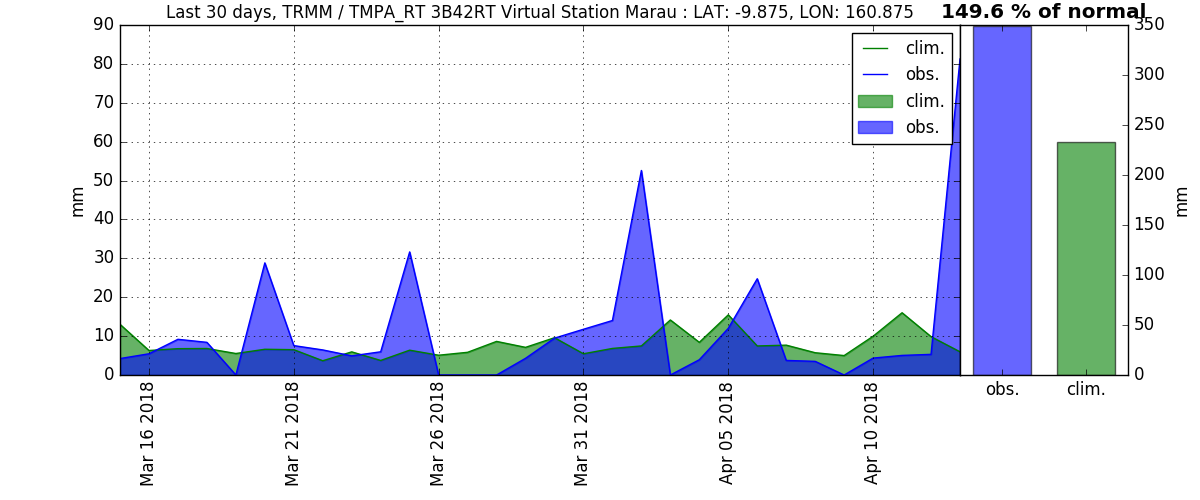 Last 30 days, TRMM / TMPA_RT 3B42RT Virtual Station Marau : LAT: -9.875, LON: 160.875
149.6 % of normal
90
80
70
60
50
40
30
20
10
0
mm
clim.
obs.
clim.
obs.
350
300
250
200
150
100
50
0
mm
Mar 16 2018
Mar 21 2018
Mar 26 2018
Mar 31 2018
Apr 05 2018
Apr 10 2018
obs.
clim.